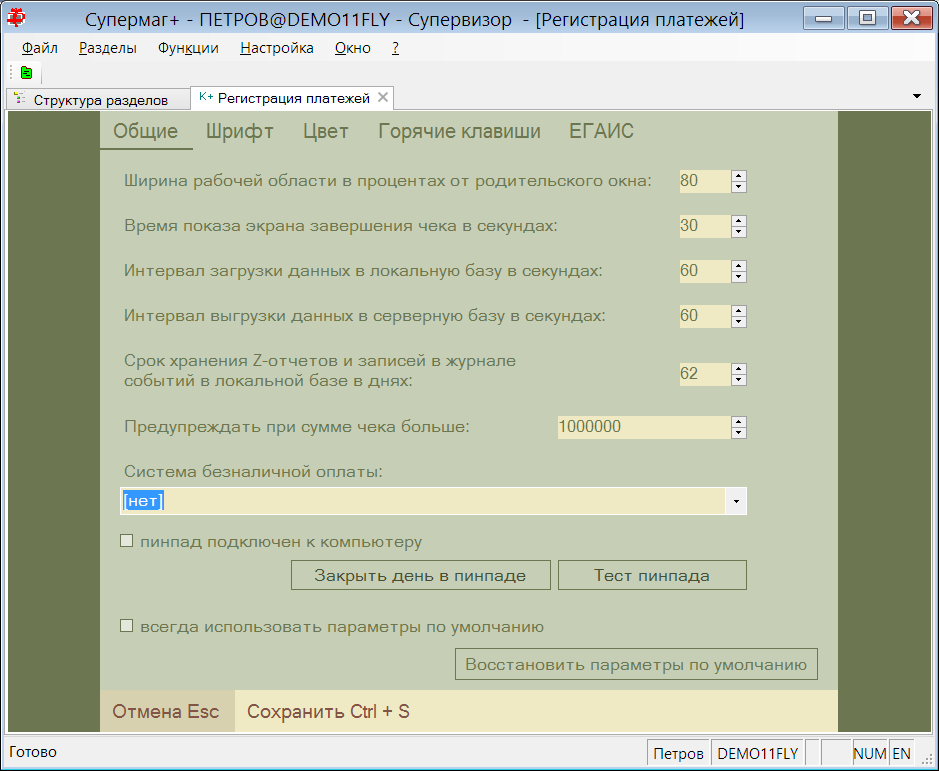 Супермаг+ - ПЕТРОВ@DEMO11FLY - Супервизор - [Регистрация платежей]
Файл Разделы Функции Настройка Окно ?
Структура разделов К+ Регистрация платежей
Общие Шрифт Цвет Горячие клавиши ЕГАИС
Ширина рабочей области в процентах от родительского окна: 80
Время показа экрана завершения чека в секундах: 30
Интервал загрузки данных в локальную базу в секундах: 60
Интервал выгрузки данных в серверную базу в секундах: 60
Срок хранения Z-отчетов и записей в журнале
событий в локальной базе в днях: 62
Предупреждать при сумме чека больше: 1000000
Система безналичной оплаты:
[нет]
пинпад подключен к компьютеру
Закрыть день в пинпаде Тест пинпада
всегда использовать параметры по умолчанию
Восстановить параметры по умолчанию
Отмена Esc Сохранить Ctrl + S
Готово Петров DEMO11FLY NUM EN